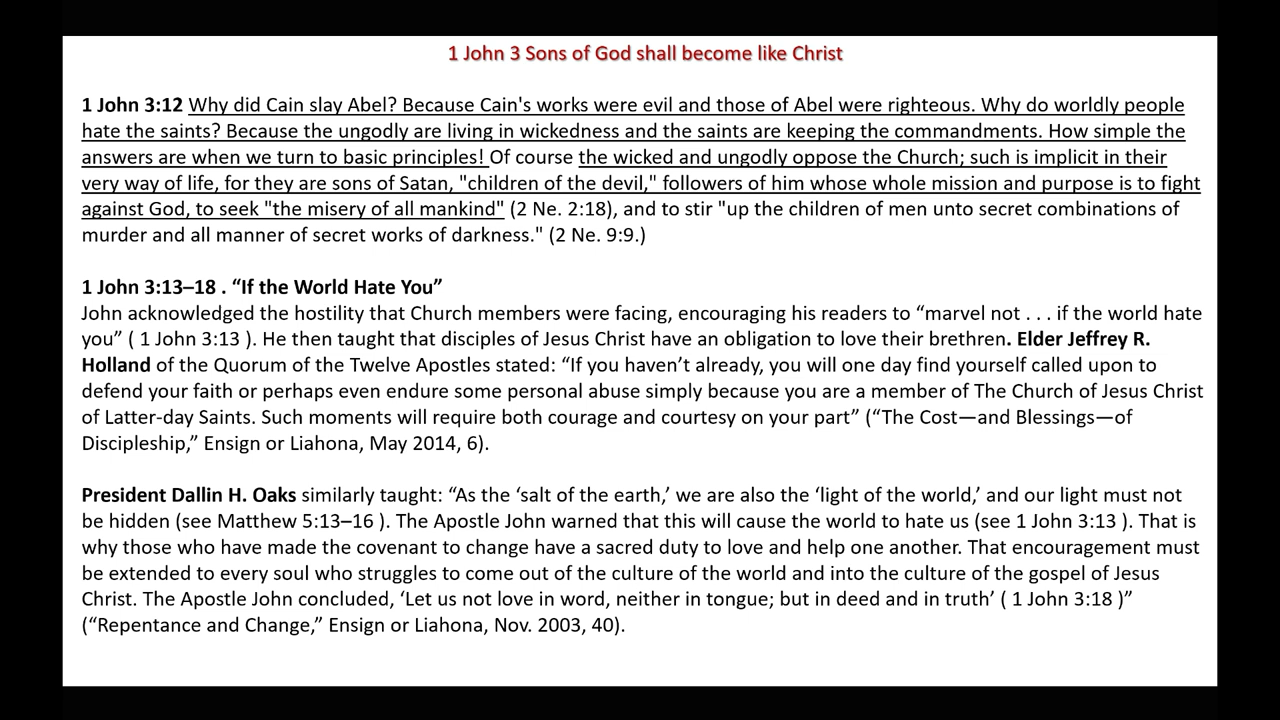 1 John 3 Sons of God shall become like Christ
1 John 3:12 Why did Cain slay Abel? Because Cain's works were evil and those of Abel were righteous. Why do worldly people
hate the saints? Because the ungodly are living in wickedness and the saints are keeping the commandments. How simple the
answers are when we turn to basic principles! Of course the wicked and ungodly oppose the Church; such is implicit in their
very way of life, for they are sons of Satan, "children of the devil," followers of him whose whole mission and purpose is to fight
against God, to seek "the misery of all mankind" (2 Ne. 2:18), and to stir "up the children of men unto secret combinations of
murder and all manner of secret works of darkness." (2 Ne. 9:9.)
1 John 3:13–18 . “If the World Hate You”
John acknowledged the hostility that Church members were facing, encouraging his readers to “marvel not . . . if the world hate
you” ( 1 John 3:13 ). He then taught that disciples of Jesus Christ have an obligation to love their brethren. Elder Jeffrey R.
Holland of the Quorum of the Twelve Apostles stated: “If you haven’t already, you will one day find yourself called upon to
defend your faith or perhaps even endure some personal abuse simply because you are a member of The Church of Jesus Christ
of Latter-day Saints. Such moments will require both courage and courtesy on your part” (“The Cost—and Blessings—of
Discipleship,” Ensign or Liahona, May 2014, 6).
President Dallin H. Oaks similarly taught: “As the ‘salt of the earth,’ we are also the ‘light of the world,’ and our light must not
be hidden (see Matthew 5:13–16 ). The Apostle John warned that this will cause the world to hate us (see 1 John 3:13 ). That is
why those who have made the covenant to change have a sacred duty to love and help one another. That encouragement must
be extended to every soul who struggles to come out of the culture of the world and into the culture of the gospel of Jesus
Christ. The Apostle John concluded, ‘Let us not love in word, neither in tongue; but in deed and in truth’ ( 1 John 3:18 )”
(“Repentance and Change,” Ensign or Liahona, Nov. 2003, 40).